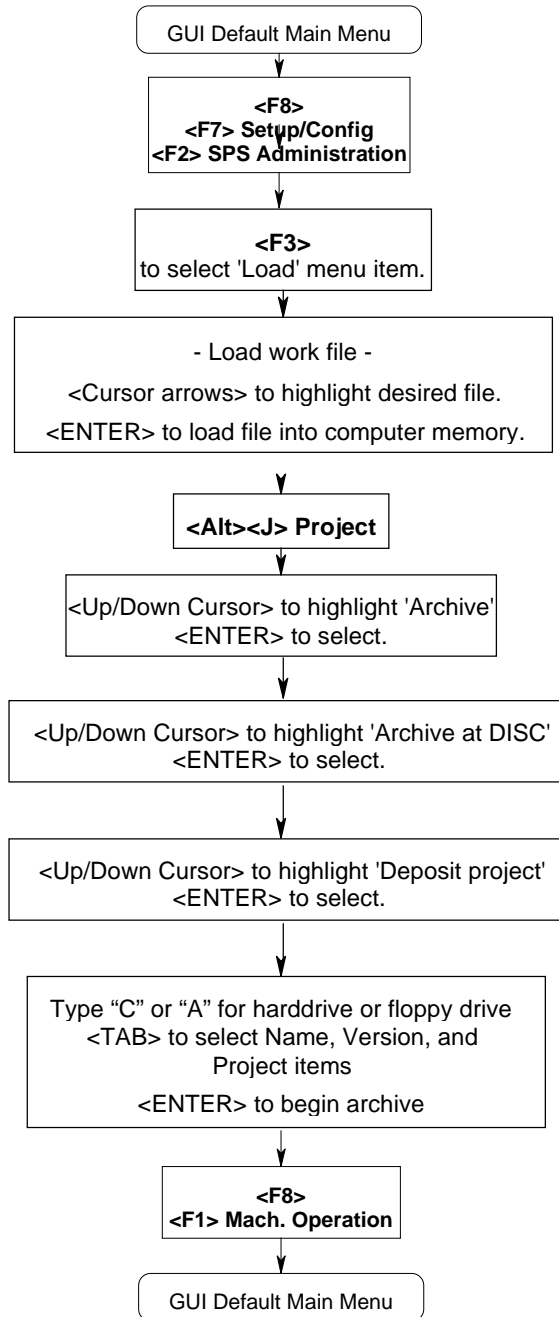 GUI Default Main Menu
<F8>
<F7> Setup/Config
<F2> SPS Administration
<F3>
to select 'Load' menu item.
- Load work file -
<Cursor arrows> to highlight desired file.
<ENTER> to load file into computer memory.
<Alt><J> Project
<Up/Down Cursor> to highlight 'Archive'
<ENTER> to select.
<Up/Down Cursor> to highlight 'Archive at DISC'
<ENTER> to select.
<Up/Down Cursor> to highlight 'Deposit project'
<ENTER> to select.
Type “C” or “A” for harddrive or floppy drive
<TAB> to select Name, Version, and
Project items
<ENTER> to begin archive
<F8>
<F1> Mach. Operation
GUI Default Main Menu